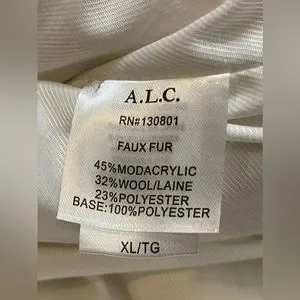 A.L.C.
RN#130801
FAUX FUR
45%MODACRYLIC
32%WOOL/LAINE
23%POLYESTER
BASE:100%POLYESTER
XL/TG